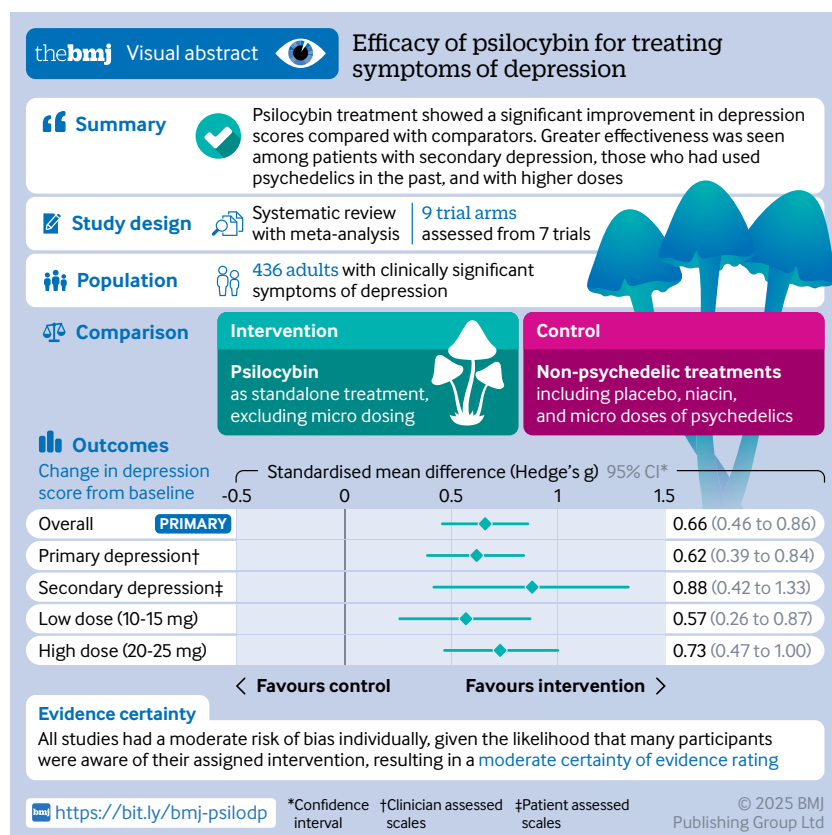 thebmj Visual abstract
Efficacy of psilocybin for treating
symptoms of depression
Summary
Psilocybin treatment showed a significant improvement in depression
scores compared with comparators. Greater effectiveness was seen
among patients with secondary depression, those who had used
psychedelics in the past, and with higher doses
Study design
Systematic review
with meta-analysis
9 trial arms
assessed from 7 trials
Population
436 adults with clinically significant
symptoms of depression
Comparison
Intervention
Psilocybin
as standalone treatment,
excluding micro dosing
Control
Non-psychedelic treatments
including placebo, niacin,
and micro doses of psychedelics
Outcomes
Change in depression
score from baseline
Standardised mean difference (Hedge's g) 95% CI*
-0.5 0 0.5 1 1.5
Overall PRIMARY 0.66 (0.46 to 0.86)
Primary depression† 0.62 (0.39 to 0.84)
Secondary depression‡ 0.88 (0.42 to 1.33)
Low dose (10-15 mg) 0.57 (0.26 to 0.87)
High dose (20-25 mg) 0.73 (0.47 to 1.00)
< Favours control Favours intervention >
Evidence certainty
All studies had a moderate risk of bias individually, given the likelihood that many participants
were aware of their assigned intervention, resulting in a moderate certainty of evidence rating
bmj https://bit.ly/bmj-psilodp
*Confidence
interval
†Clinician assessed
scales
‡Patient assessed
scales
© 2025 BMJ
Publishing Group Ltd